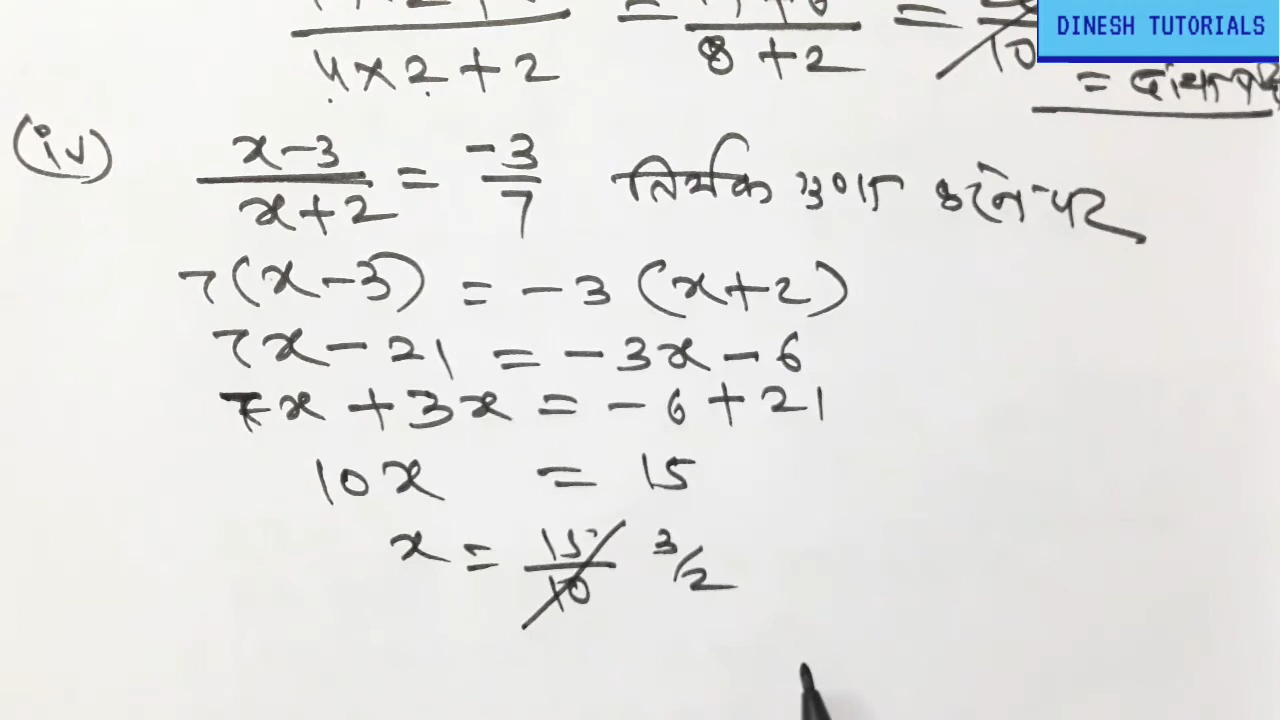 DINESH TUTORIALS
4×2+2 = 8+2 = 10
(iv) x-3/x+2 = -3/7 तिर्यक गुणा करने पर
7(x-3) = -3(x+2)
7x - 21 = -3x - 6
7x + 3x = -6 + 21
10x = 15
x = 15/10 3/2